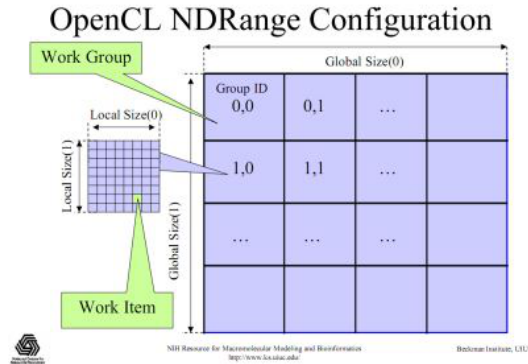 OpenCL NDRange Configuration
Work Group
Global Size(0)
Group ID
0,0
0,1
...
Local Size(0)
Local Size(1)
Global Size(1)
1,0
1,1
...
...
...
...
Work Item
NIH Resource for Macromolecular Modeling and Bioinformatics
http://www.ks.uiuc.edu/
Beckman Institute, UIUC